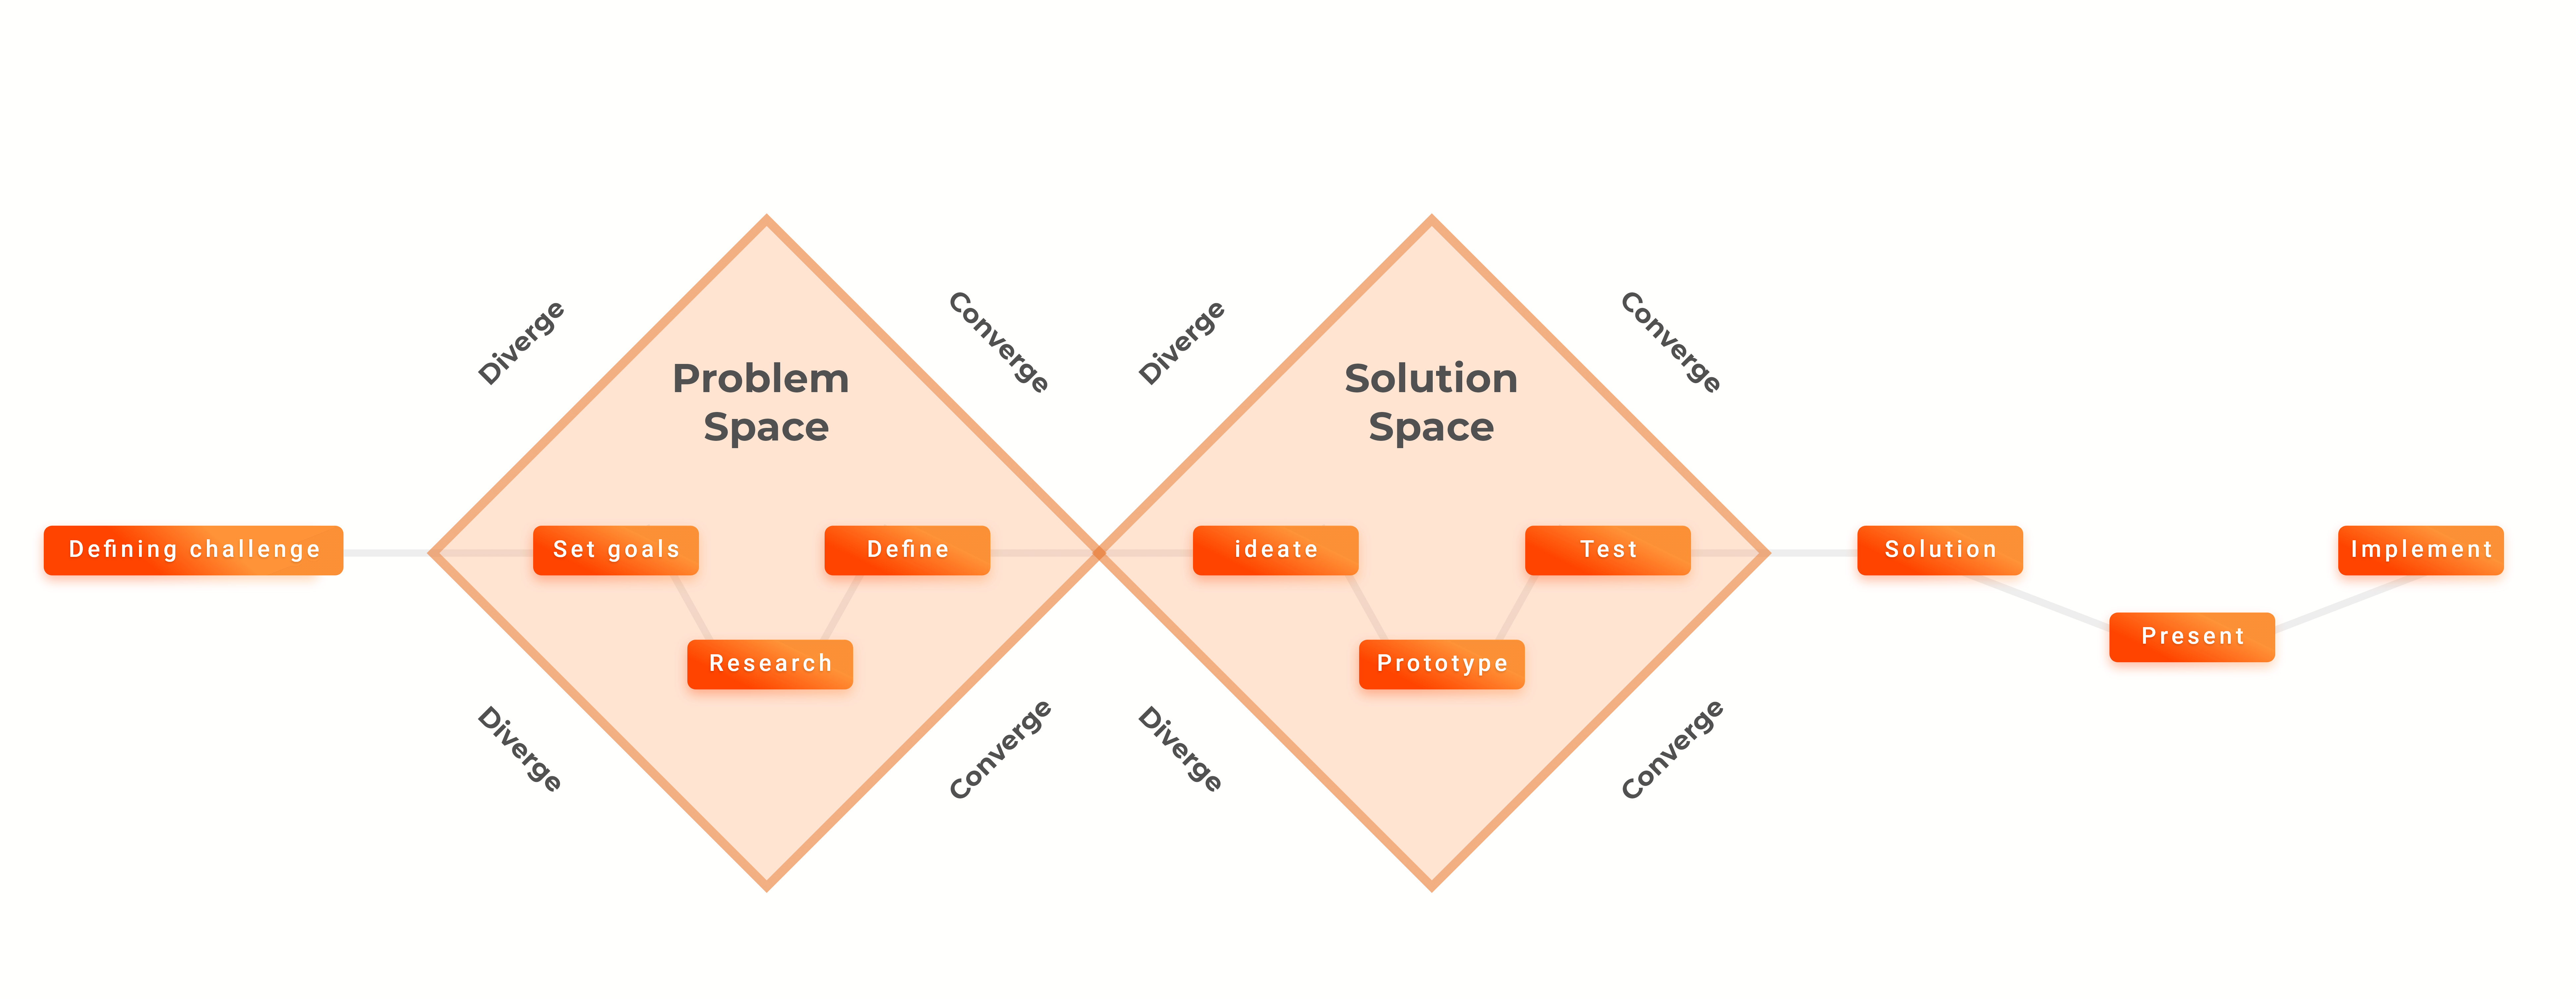 Diverge
Converge
Diverge
Converge
Problem
Space
Solution
Space
Defining challenge
Set goals
Define
ideate
Test
Solution
Implement
Present
Research
Prototype
Diverge
Converge
Diverge
Converge